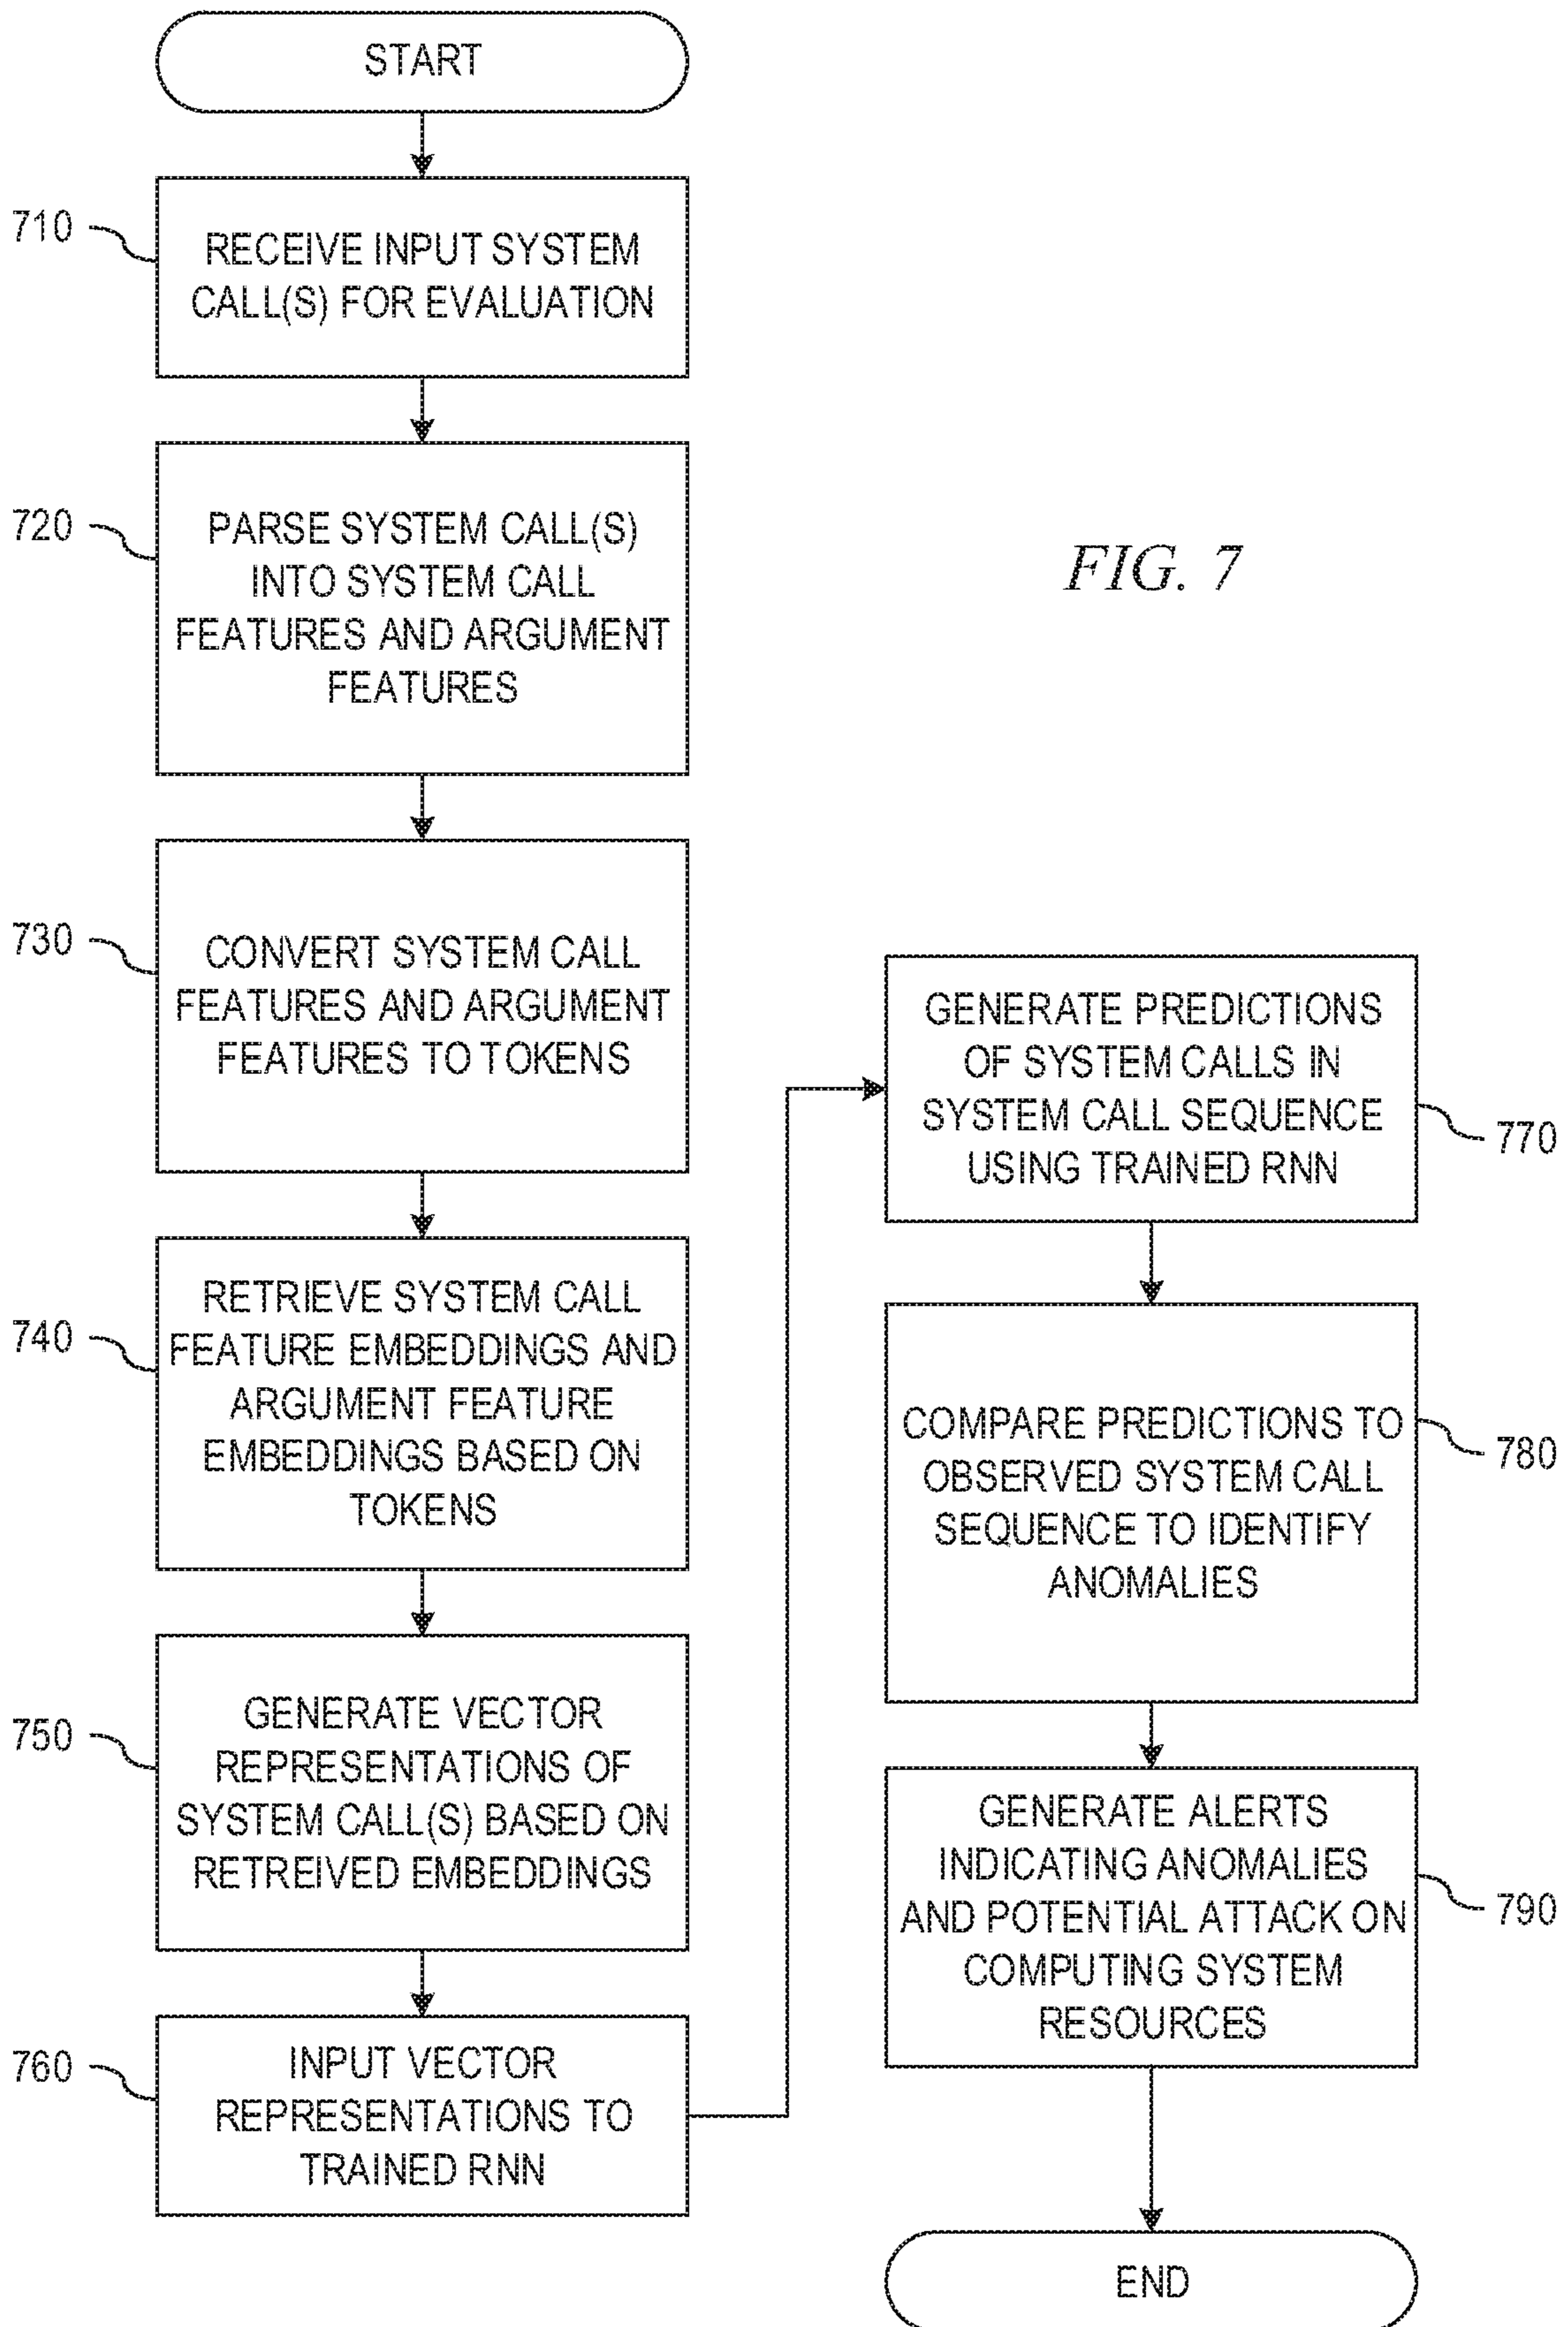 START
710
RECEIVE INPUT SYSTEM
CALL(S) FOR EVALUATION
720
PARSE SYSTEM CALL(S)
INTO SYSTEM CALL
FEATURES AND ARGUMENT
FEATURES
730
CONVERT SYSTEM CALL
FEATURES AND ARGUMENT
FEATURES TO TOKENS
740
RETRIEVE SYSTEM CALL
FEATURE EMBEDDINGS AND
ARGUMENT FEATURE
EMBEDDINGS BASED ON
TOKENS
750
GENERATE VECTOR
REPRESENTATIONS OF
SYSTEM CALL(S) BASED ON
RETREIVED EMBEDDINGS
760
INPUT VECTOR
REPRESENTATIONS TO
TRAINED RNN
FIG. 7
GENERATE PREDICTIONS
OF SYSTEM CALLS IN
SYSTEM CALL SEQUENCE
USING TRAINED RNN
770
COMPARE PREDICTIONS TO
OBSERVED SYSTEM CALL
SEQUENCE TO IDENTIFY
ANOMALIES
780
GENERATE ALERTS
INDICATING ANOMALIES
AND POTENTIAL ATTACK ON
COMPUTING SYSTEM
RESOURCES
790
END